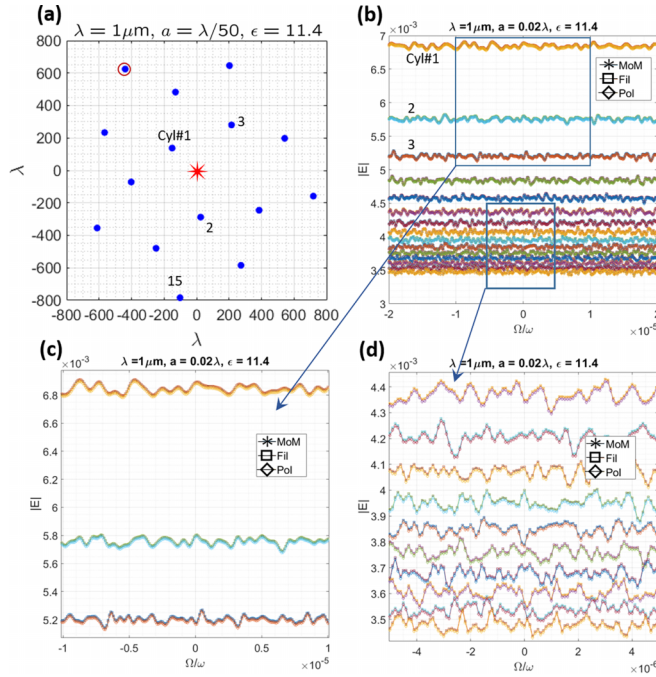 (a)
λ = 1μm, a = λ/50, ϵ = 11.4
800
600
400
200
0
-200
-400
-600
-800
λ
Cyl#1
3
2
15
-800 -600 -400 -200 0 200 400 600 800
λ
(b)
×10⁻³
λ =1μm, a = 0.02λ, ϵ = 11.4
7
6.5
6
5.5
5
4.5
4
3.5
3
|E|
Cyl#1
2
3
MoM
Fil
Pol
-2 -1 0 1 2
Ω/ω
×10⁻⁵
(c)
×10⁻³
λ =1μm, a = 0.02λ, ϵ = 11.4
6.8
6.6
6.4
6.2
6
5.8
5.6
5.4
5.2
|E|
MoM
Fil
Pol
-1 -0.5 0 0.5 1
Ω/ω
×10⁻⁵
(d)
×10⁻³
λ =1μm, a = 0.02λ, ϵ = 11.4
4.4
4.3
4.2
4.1
4
3.9
3.8
3.7
3.6
3.5
|E|
MoM
Fil
Pol
-4 -2 0 2 4
Ω/ω
×10⁻⁶